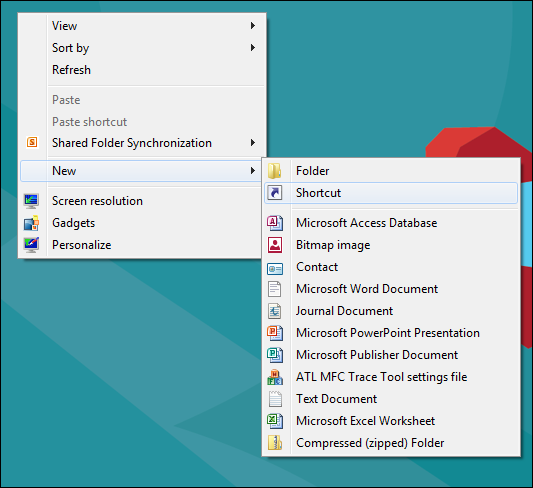 View
Sort by
Refresh
Paste
Paste shortcut
Shared Folder Synchronization
New
Screen resolution
Gadgets
Personalize
Folder
Shortcut
Microsoft Access Database
Bitmap image
Contact
Microsoft Word Document
Journal Document
Microsoft PowerPoint Presentation
Microsoft Publisher Document
ATL MFC Trace Tool settings file
Text Document
Microsoft Excel Worksheet
Compressed (zipped) Folder